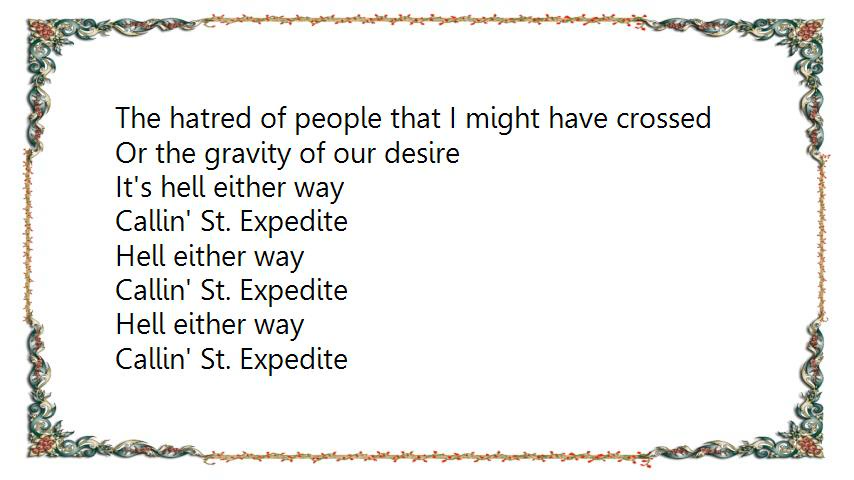 The hatred of people that I might have crossed
Or the gravity of our desire
It's hell either way
Callin' St. Expedite
Hell either way
Callin' St. Expedite
Hell either way
Callin' St. Expedite